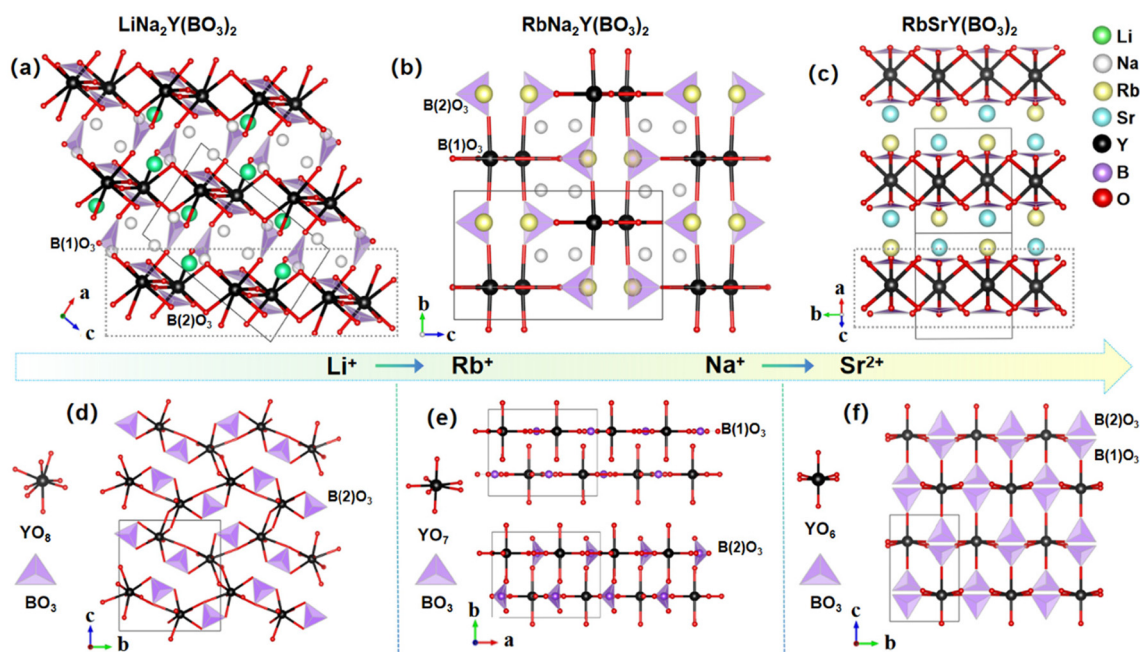 LiNa₂Y(BO₃)₂
RbNa₂Y(BO₃)₂
RbSrY(BO₃)₂
(a)
B(1)O₃
B(2)O₃
a
c
(b)
B(2)O₃
B(1)O₃
b
c
(c)
a
b
c
Li
Na
Rb
Sr
Y
B
O
Li⁺ → Rb⁺
Na⁺ → Sr²⁺
(d)
YO₈
BO₃
B(2)O₃
c
b
(e)
YO₇
BO₃
B(1)O₃
B(2)O₃
b
a
(f)
YO₆
BO₃
B(2)O₃
B(1)O₃
c
b